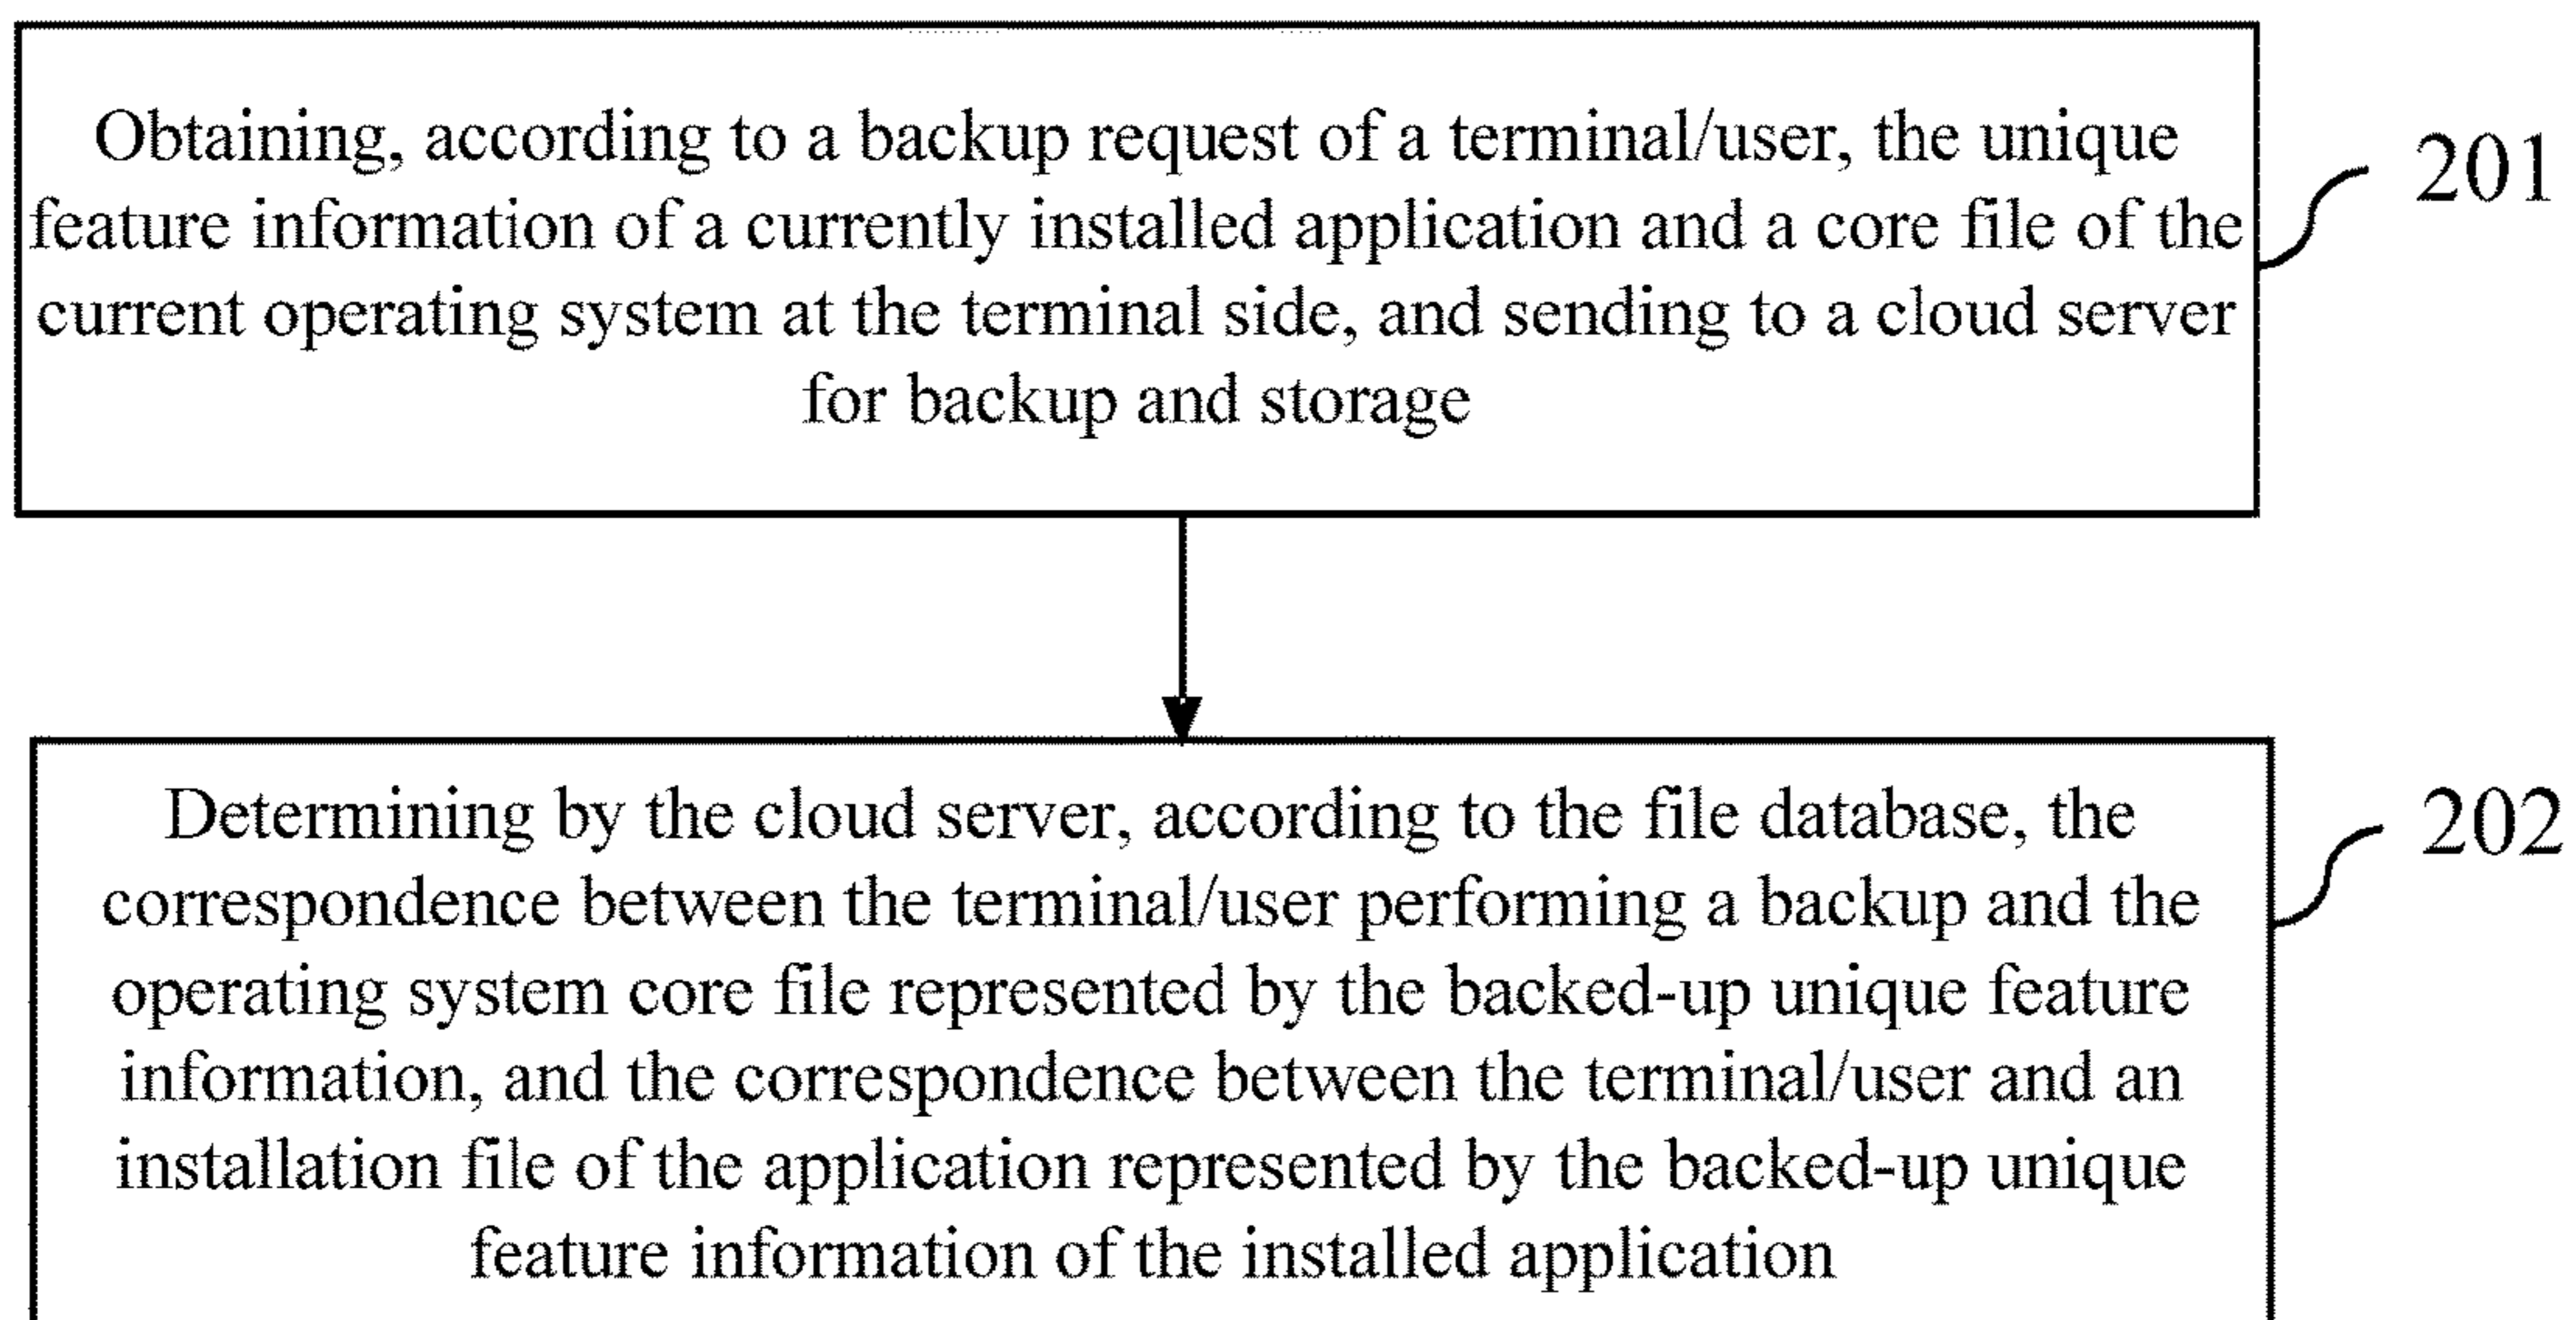 Obtaining, according to a backup request of a terminal/user, the unique
feature information of a currently installed application and a core file of the
current operating system at the terminal side, and sending to a cloud server
for backup and storage
201
Determining by the cloud server, according to the file database, the
correspondence between the terminal/user performing a backup and the
operating system core file represented by the backed-up unique feature
information, and the correspondence between the terminal/user and an
installation file of the application represented by the backed-up unique
feature information of the installed application
202